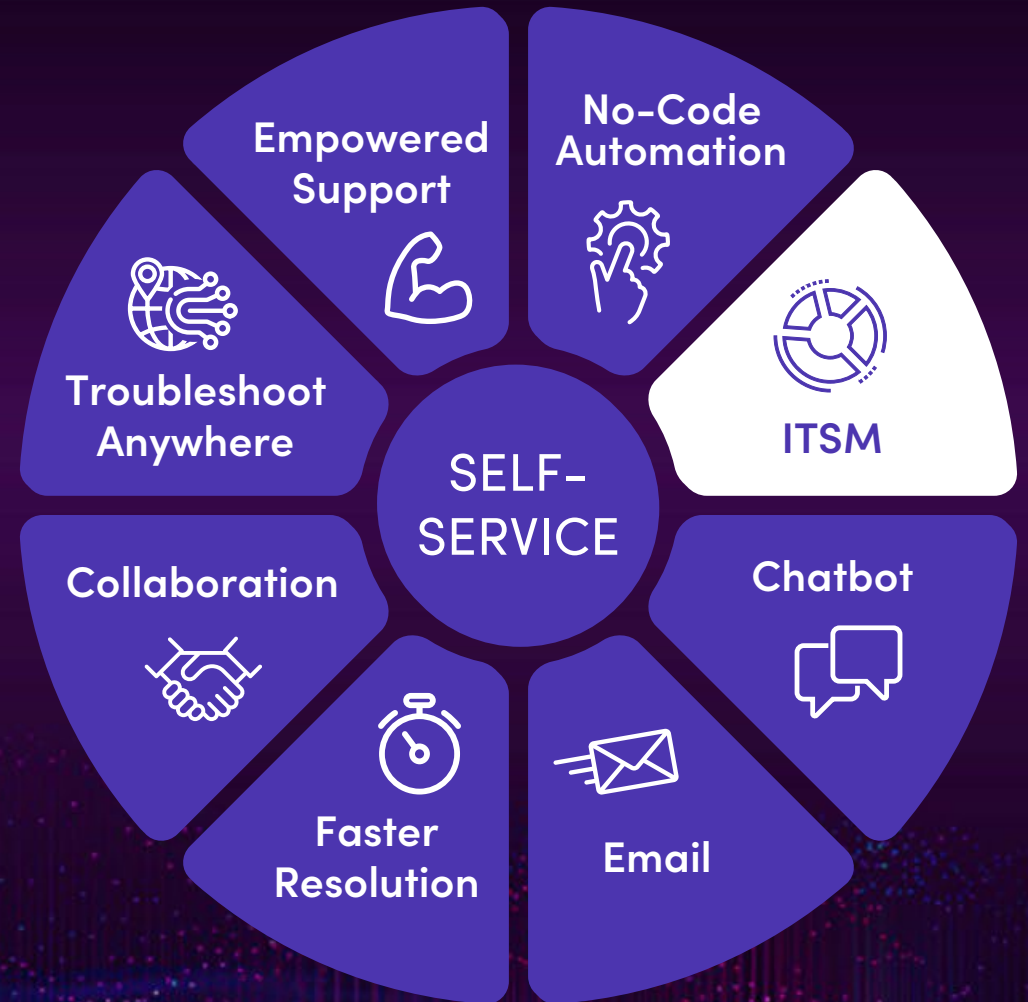 No-Code
Automation
Empowered
Support
ITSM
Troubleshoot
Anywhere
SELF-
SERVICE
Chatbot
Collaboration
Email
Faster
Resolution